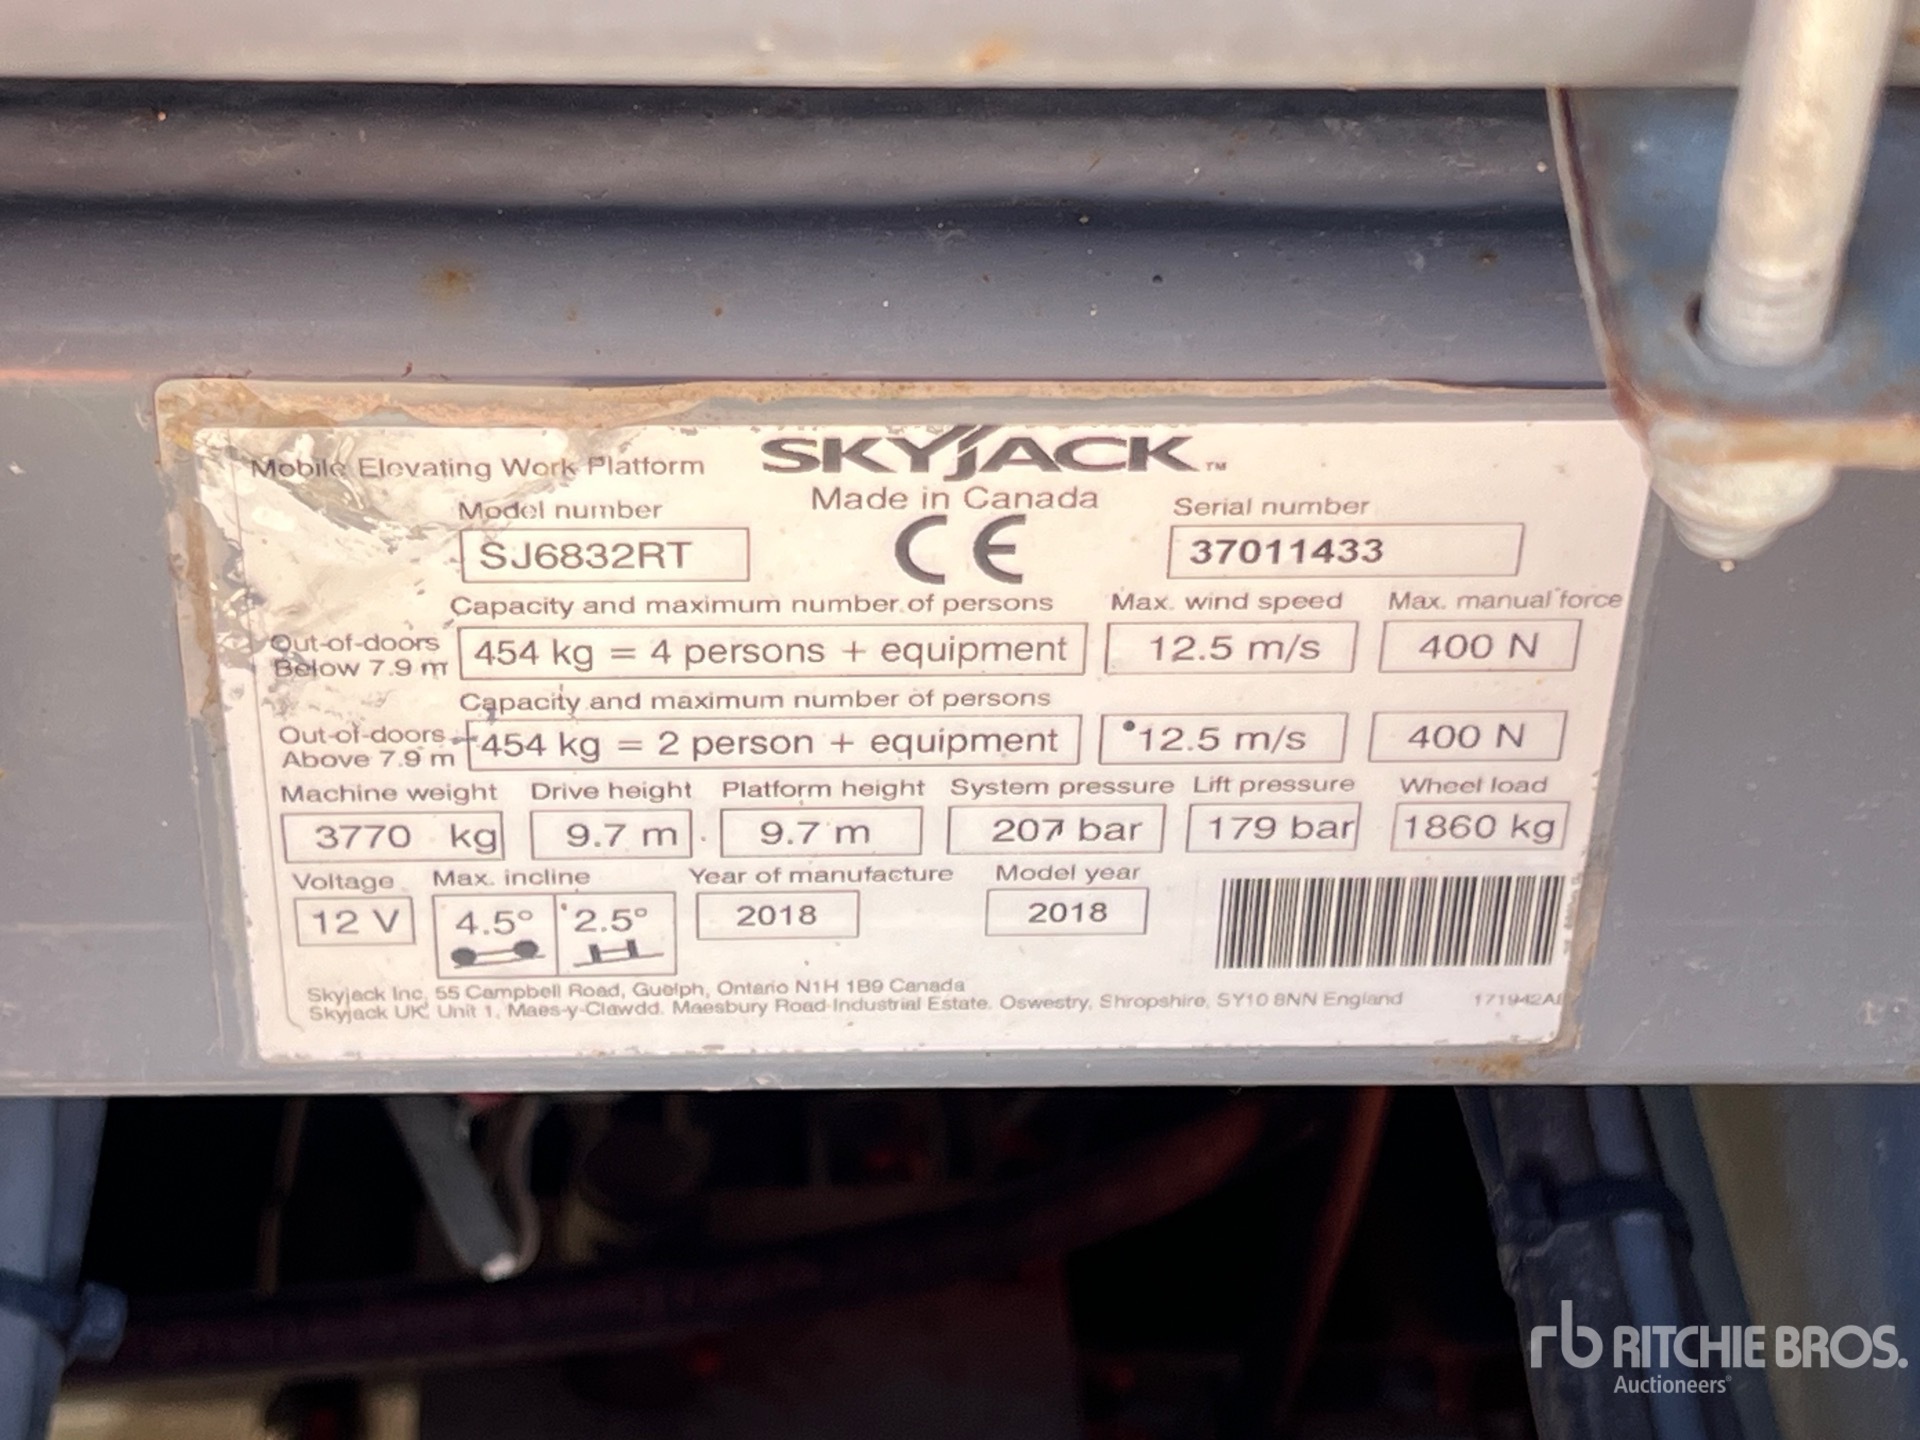 Mobile Elevating Work Platform
SKYJACK™
Made in Canada
CE
Model number
SJ6832RT
Serial number
37011433
Capacity and maximum number of persons
Max. wind speed
Max. manual force
Out-of-doors
Below 7.9 m
454 kg = 4 persons + equipment
12.5 m/s
400 N
Capacity and maximum number of persons
Out-of-doors
Above 7.9 m
454 kg = 2 person + equipment
12.5 m/s
400 N
Machine weight
Drive height
Platform height
System pressure
Lift pressure
Wheel load
3770 kg
9.7 m
9.7 m
207 bar
179 bar
1860 kg
Voltage
Max. incline
Year of manufacture
Model year
12 V
4.5°
2.5°
2018
2018
Skyjack Inc, 55 Campbell Road, Guelph, Ontario N1H 1B9 Canada
Skyjack UK, Unit 1, Maes-y-Clawdd. Maesbury Road Industrial Estate. Oswestry, Shropshire, SY10 8NN England
rb RITCHIE BROS.
Auctioneers